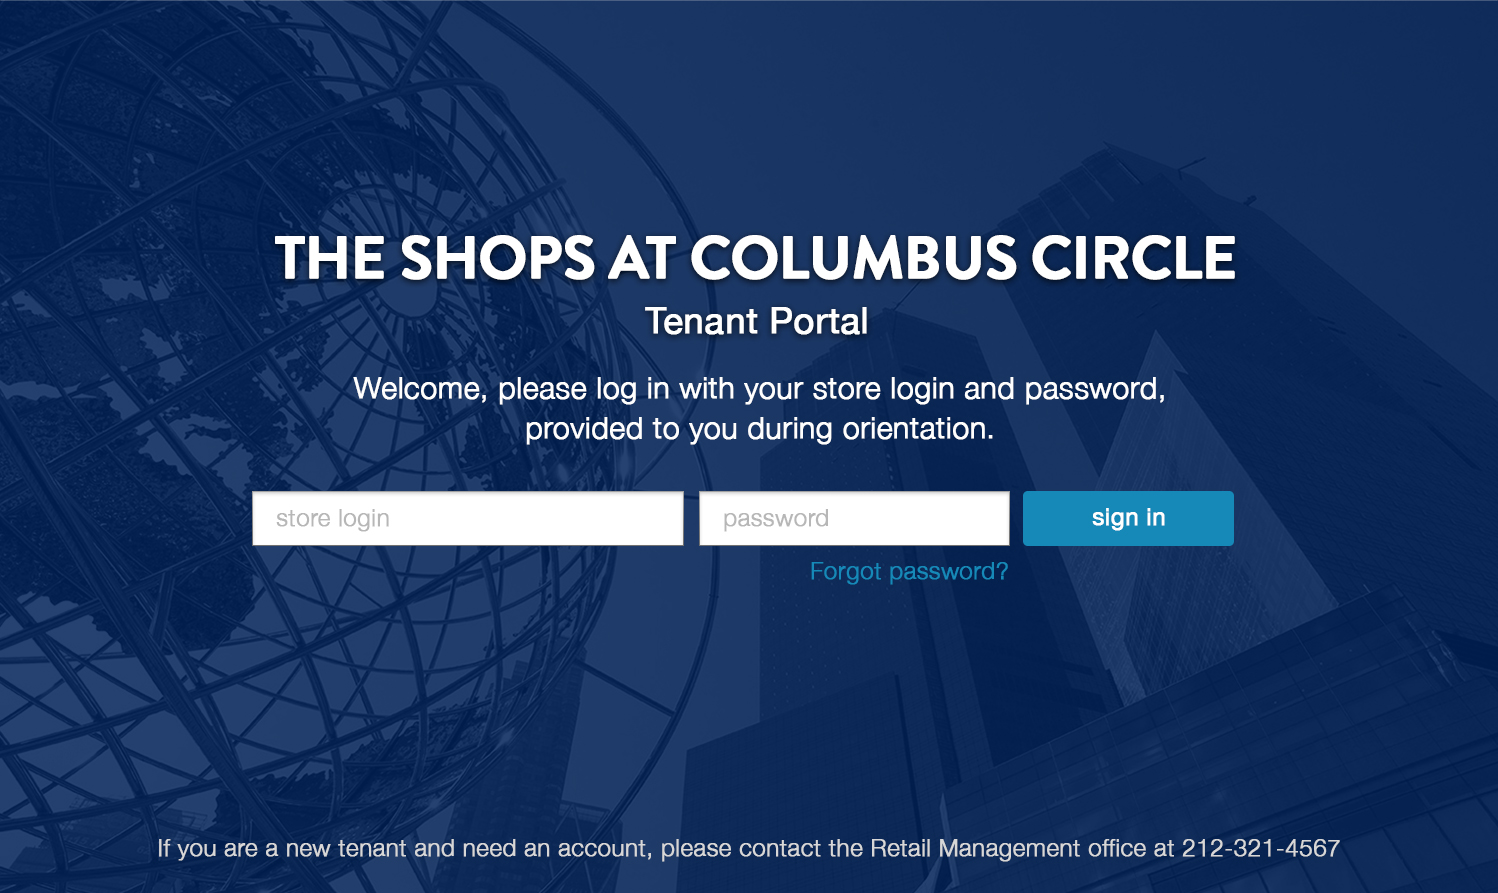 THE SHOPS AT COLUMBUS CIRCLE
Tenant Portal
Welcome, please log in with your store login and password,
provided to you during orientation.
store login
password
sign in
Forgot password?
If you are a new tenant and need an account, please contact the Retail Management office at 212-321-4567